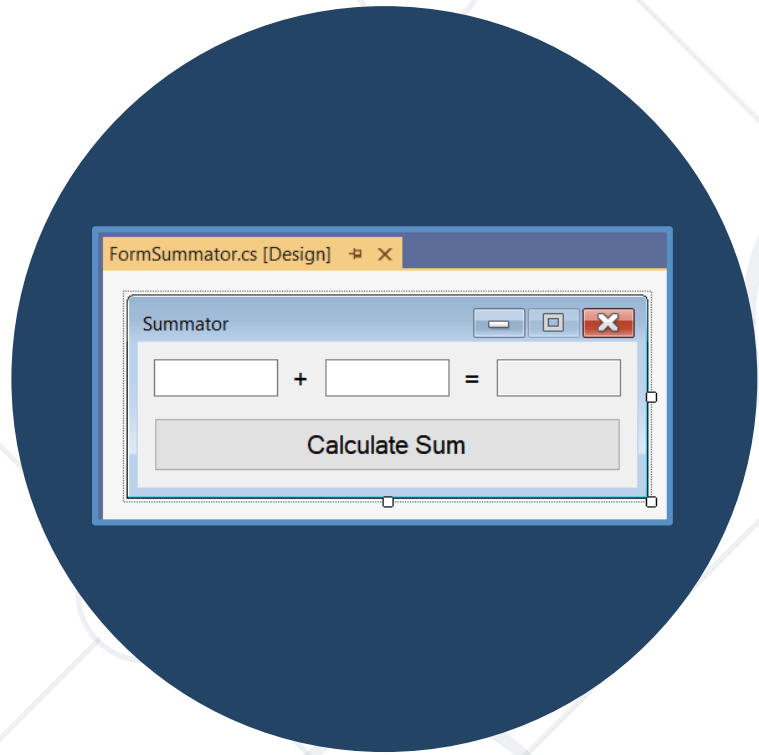 FormSummator.cs [Design]
Summator
+ =
Calculate Sum